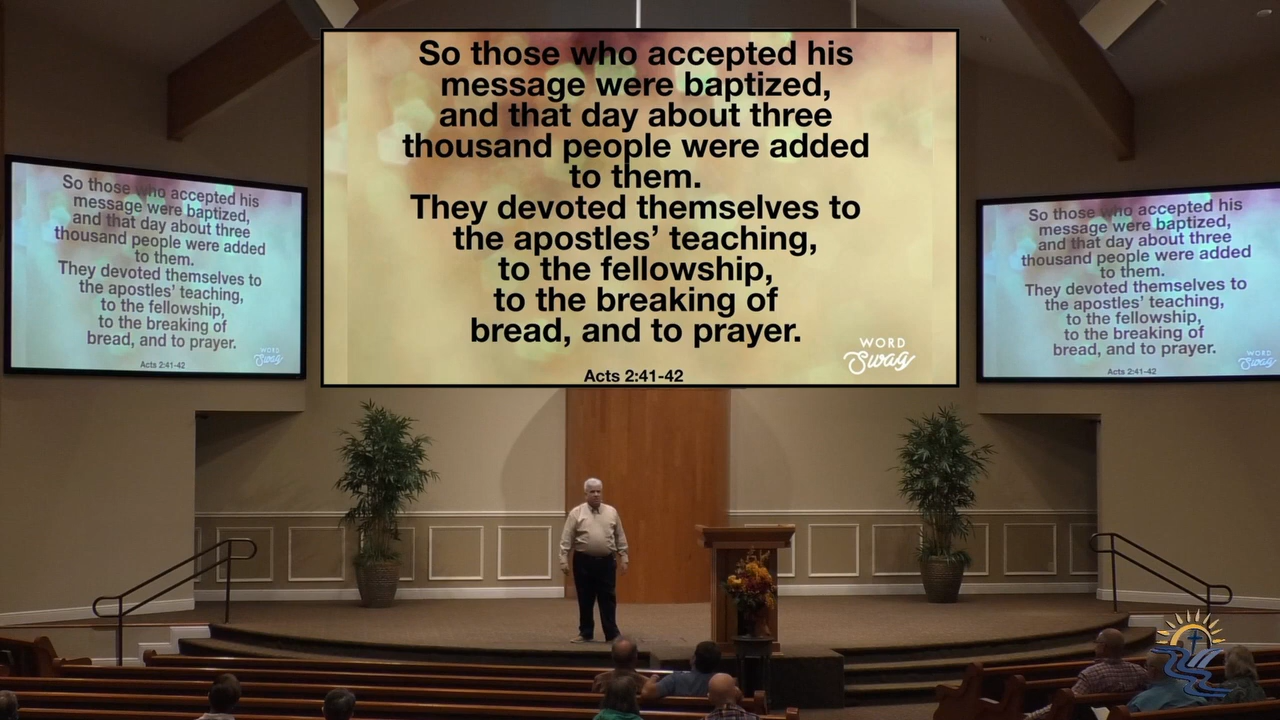 So those who accepted his
message were baptized,
and that day about three
thousand people were added
to them.
They devoted themselves to
the apostles’ teaching,
to the fellowship,
to the breaking of
bread, and to prayer.
Acts 2:41-42
WORD
Swag
So those who accepted his
message were baptized,
and that day about three
thousand people were added
to them.
They devoted themselves to
the apostles’ teaching,
to the fellowship,
to the breaking of
bread, and to prayer.
Acts 2:41-42
WORD
Swag
So those who accepted his
message were baptized,
and that day about three
thousand people were added
to them.
They devoted themselves to
the apostles’ teaching,
to the fellowship,
to the breaking of
bread, and to prayer.
Acts 2:41-42
WORD
Swag